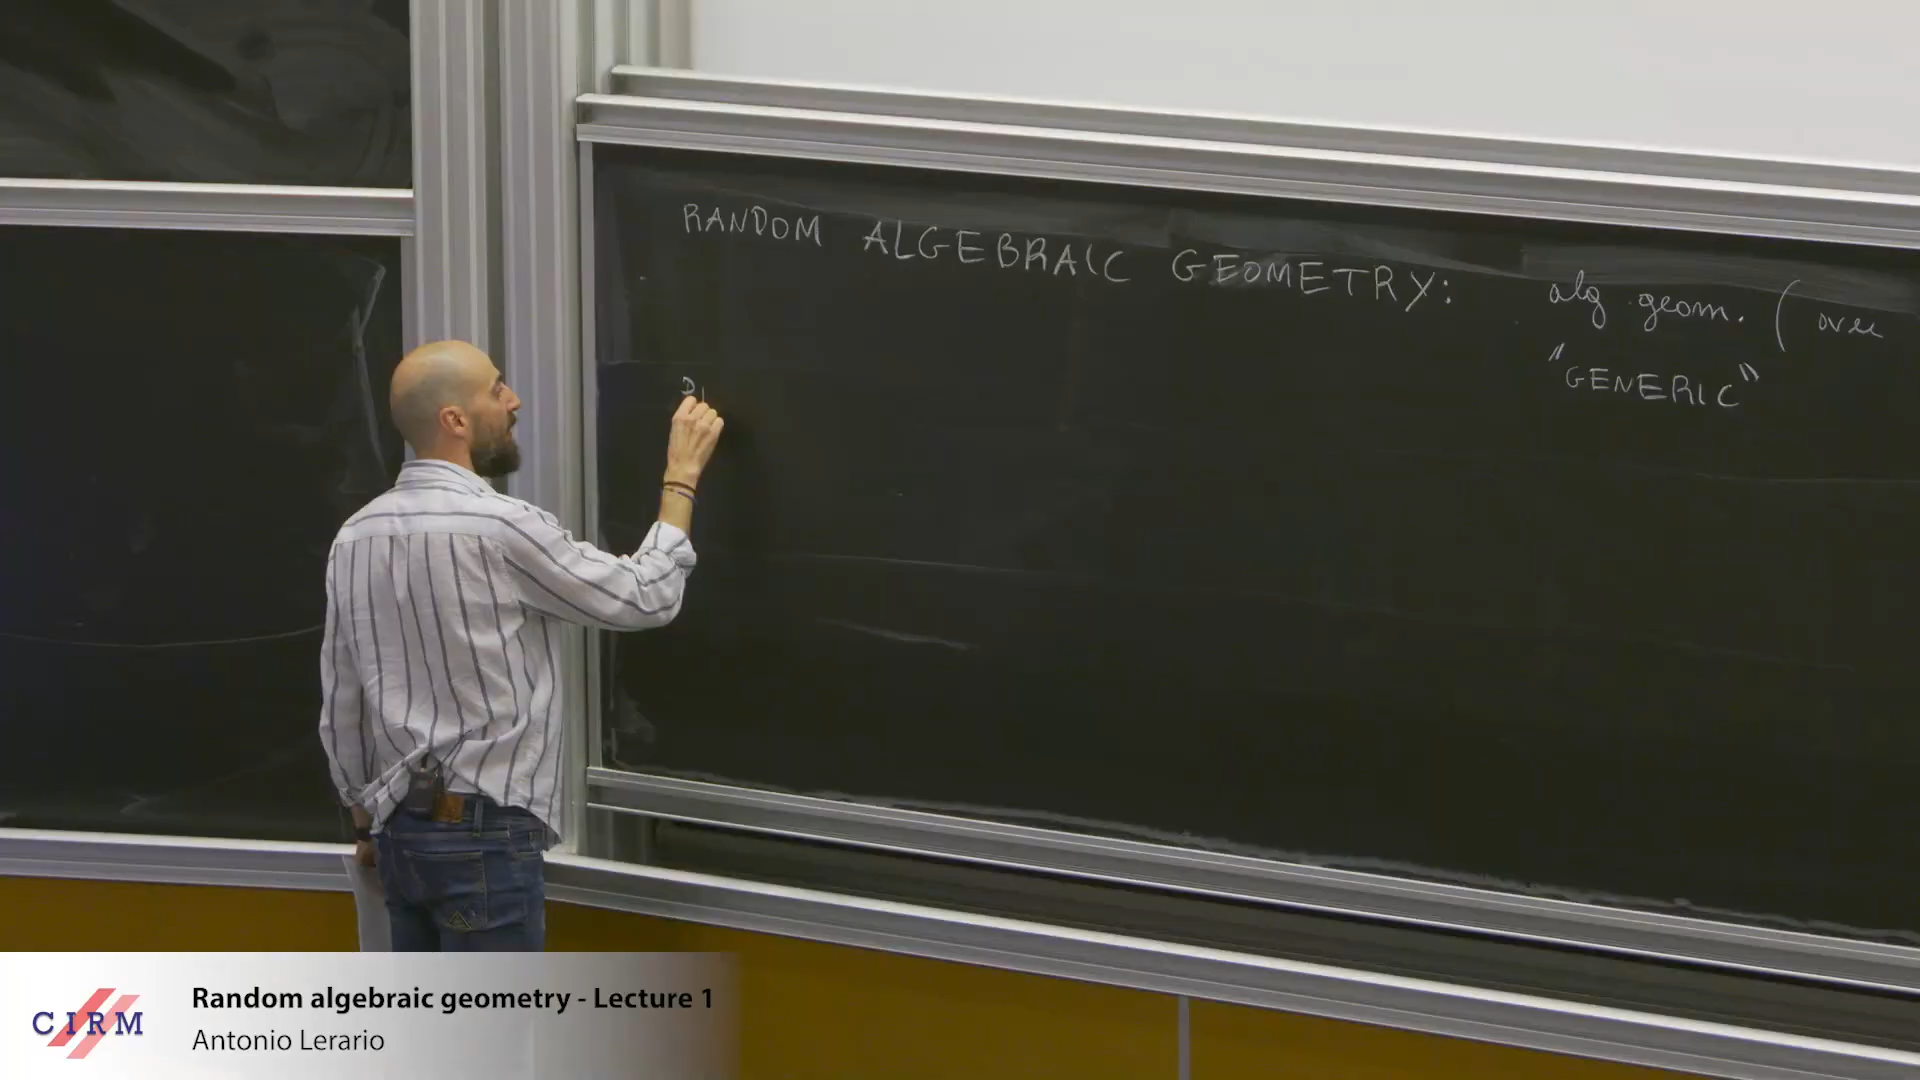 RANDOM ALGEBRAIC GEOMETRY: alg. geom. ( over
"GENERIC"
CIRM
Random algebraic geometry - Lecture 1
Antonio Lerario